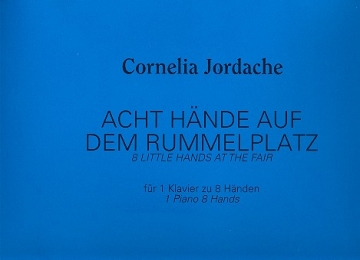 Cornelia Jordache
ACHT HÄNDE AUF
DEM RUMMELPLATZ
8 LITTLE HANDS AT THE FAIR
für 1 Klavier zu 8 Händen
1 Piano 8 Hands